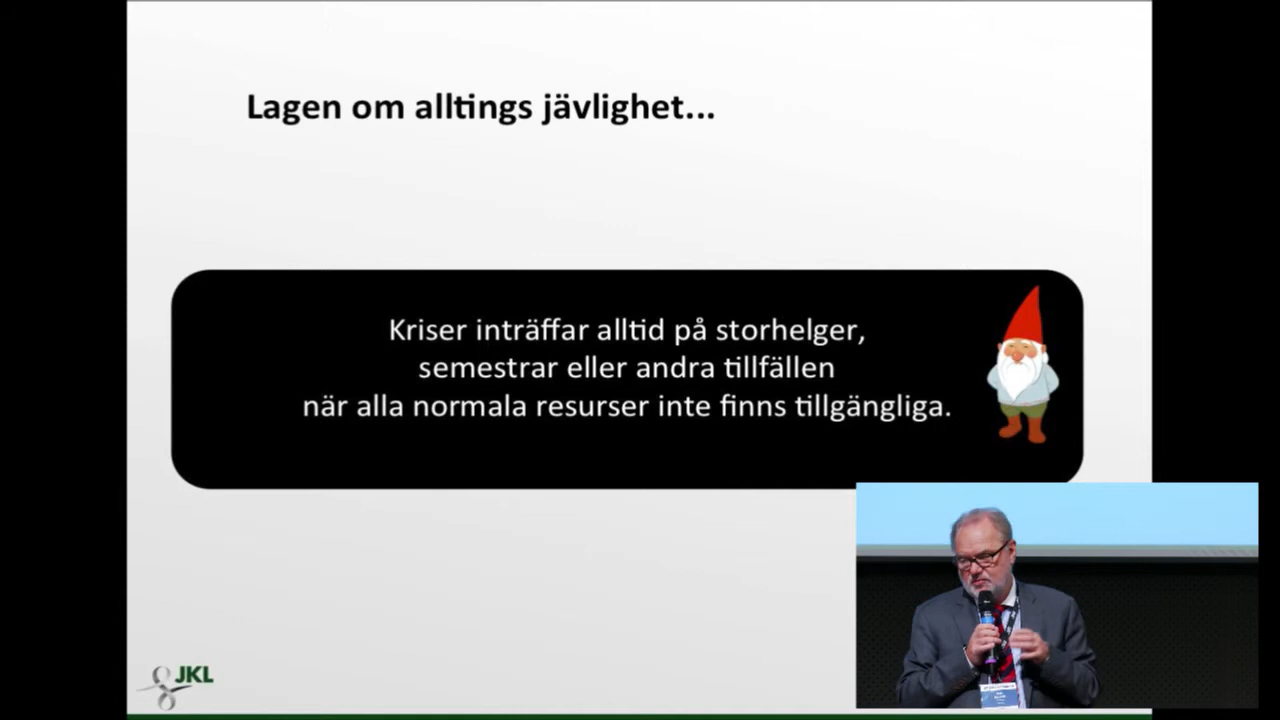 Lagen om alltings jävlighet...
Kriser inträffar alltid på storhelger,
semestrar eller andra tillfällen
när alla normala resurser inte finns tillgängliga.
JKL